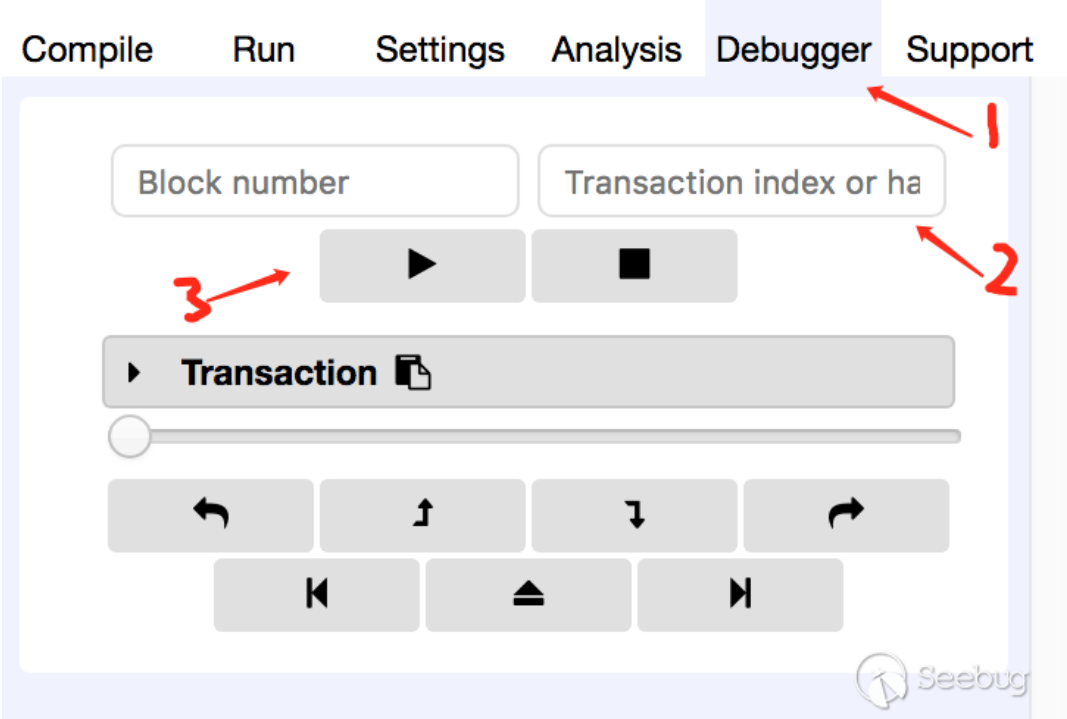 Compile Run Settings Analysis Debugger Support
1
Block number Transaction index or ha
2
3
Transaction
Seebug